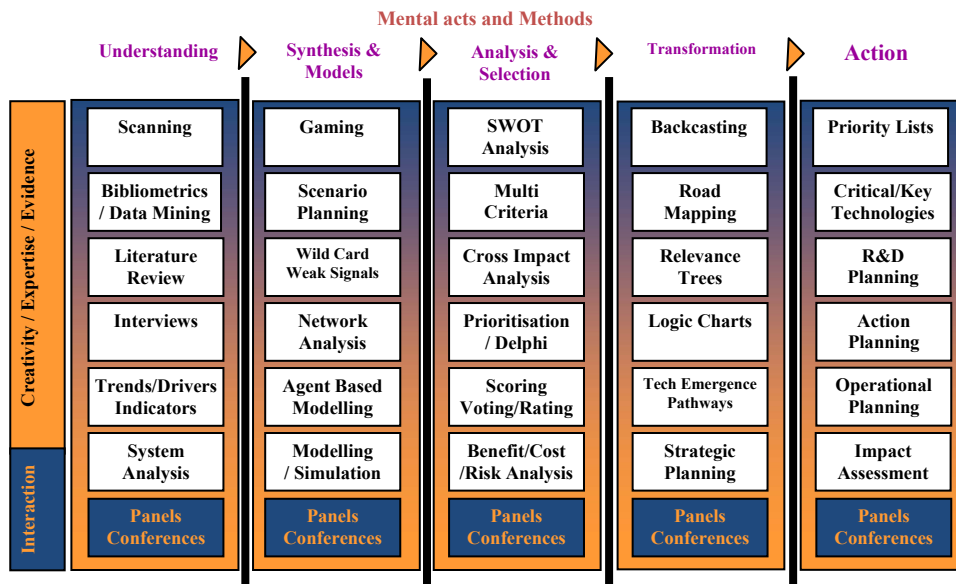 Mental acts and Methods
Understanding
Synthesis &
Models
Analysis &
Selection
Transformation
Action
Creativity / Expertise / Evidence
Interaction
Scanning
Bibliometrics
/ Data Mining
Literature
Review
Interviews
Trends/Drivers
Indicators
System
Analysis
Panels
Conferences
Gaming
Scenario
Planning
Wild Card
Weak Signals
Network
Analysis
Agent Based
Modelling
Modelling
/ Simulation
Panels
Conferences
SWOT
Analysis
Multi
Criteria
Cross Impact
Analysis
Prioritisation
/ Delphi
Scoring
Voting/Rating
Benefit/Cost
/Risk Analysis
Panels
Conferences
Backcasting
Road
Mapping
Relevance
Trees
Logic Charts
Tech Emergence
Pathways
Strategic
Planning
Panels
Conferences
Priority Lists
Critical/Key
Technologies
R&D
Planning
Action
Planning
Operational
Planning
Impact
Assessment
Panels
Conferences